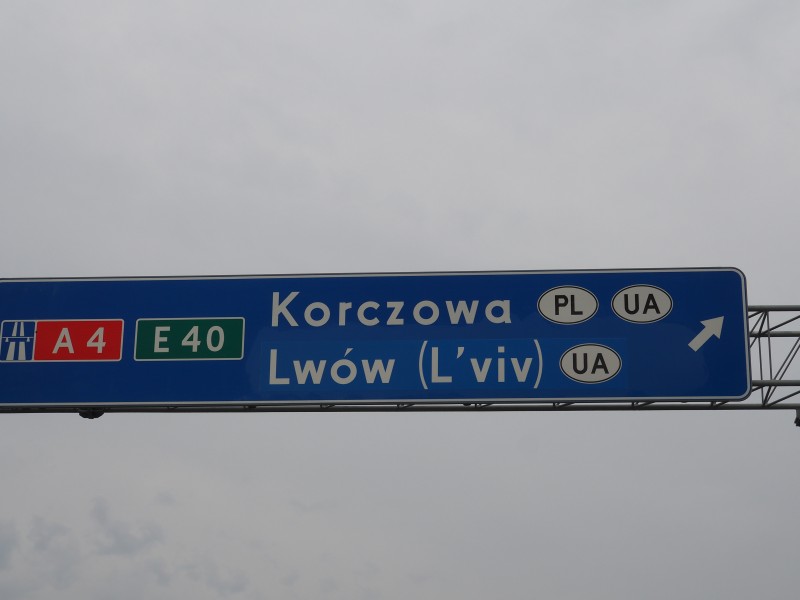 Korczowa PL UA
A 4 E 40
Lwów (L'viv) UA